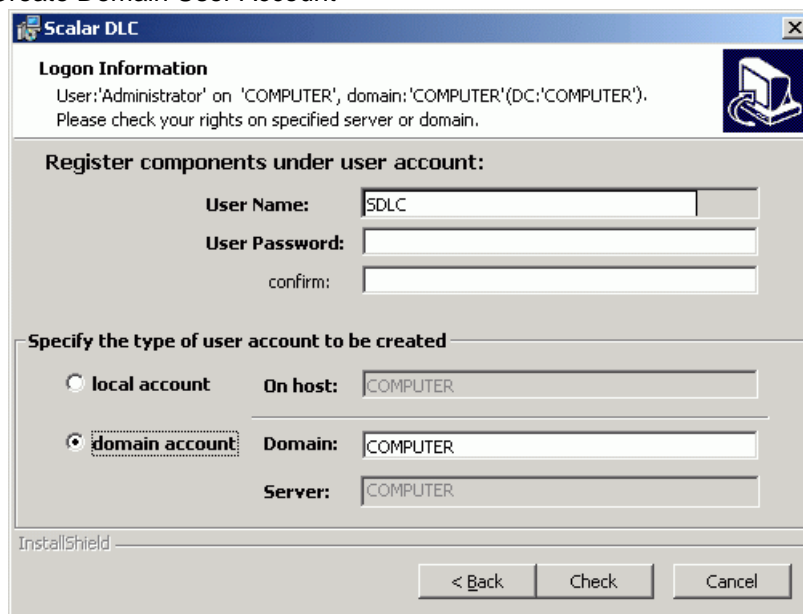 Create Domain User Account
Scalar DLC
Logon Information
User:'Administrator' on 'COMPUTER', domain:'COMPUTER'(DC:'COMPUTER').
Please check your rights on specified server or domain.
Register components under user account:
User Name: SDLC
User Password:
confirm:
Specify the type of user account to be created
local account On host: COMPUTER
domain account Domain: COMPUTER
Server: COMPUTER
InstallShield
< Back Check Cancel